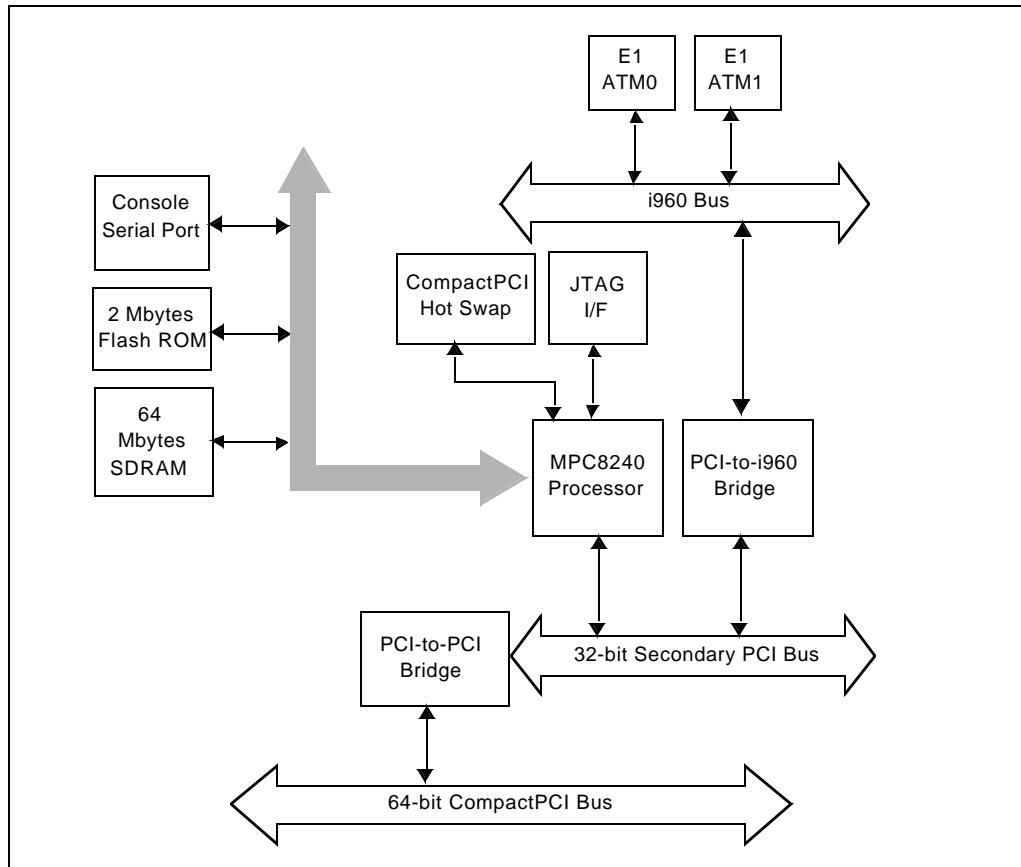 E1
ATM0
E1
ATM1
i960 Bus
Console
Serial Port
CompactPCI
Hot Swap
JTAG
I/F
2 Mbytes
Flash ROM
64
Mbytes
SDRAM
MPC8240
Processor
PCI-to-i960
Bridge
PCI-to-PCI
Bridge
32-bit Secondary PCI Bus
64-bit CompactPCI Bus